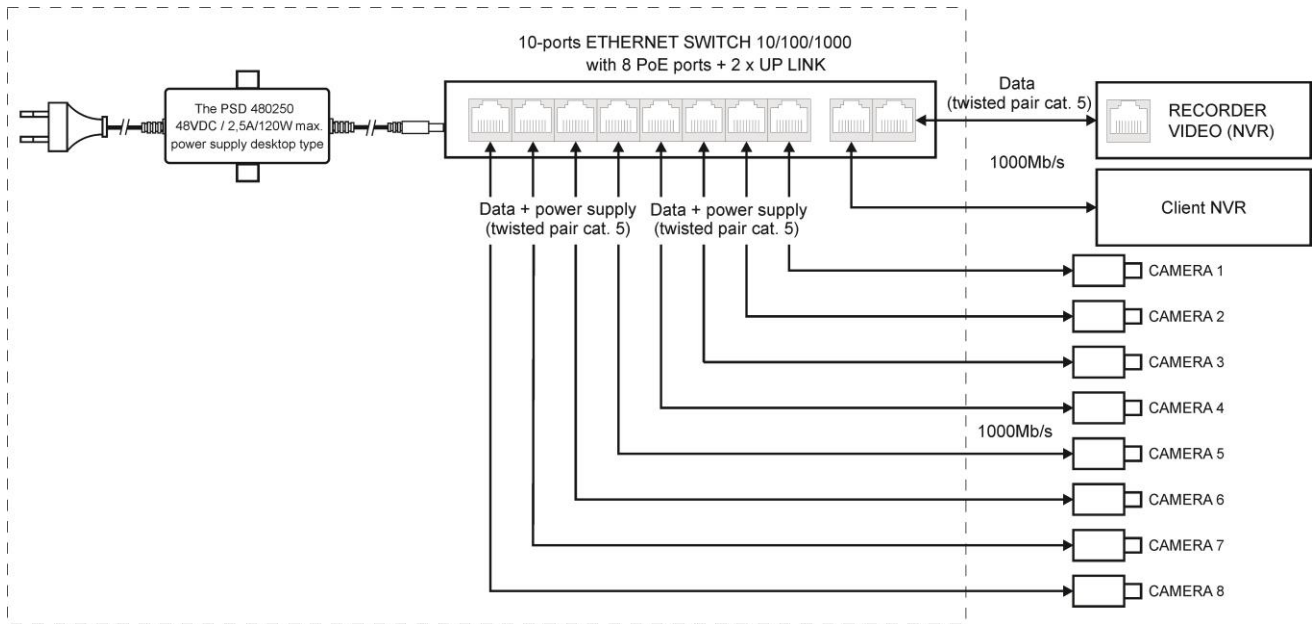 10-ports ETHERNET SWITCH 10/100/1000
with 8 PoE ports + 2 x UP LINK
The PSD 480250
48VDC / 2,5A/120W max.
power supply desktop type
Data
(twisted pair cat. 5)
RECORDER
VIDEO (NVR)
1000Mb/s
Client NVR
Data + power supply
(twisted pair cat. 5)
Data + power supply
(twisted pair cat. 5)
CAMERA 1
CAMERA 2
CAMERA 3
CAMERA 4
1000Mb/s
CAMERA 5
CAMERA 6
CAMERA 7
CAMERA 8